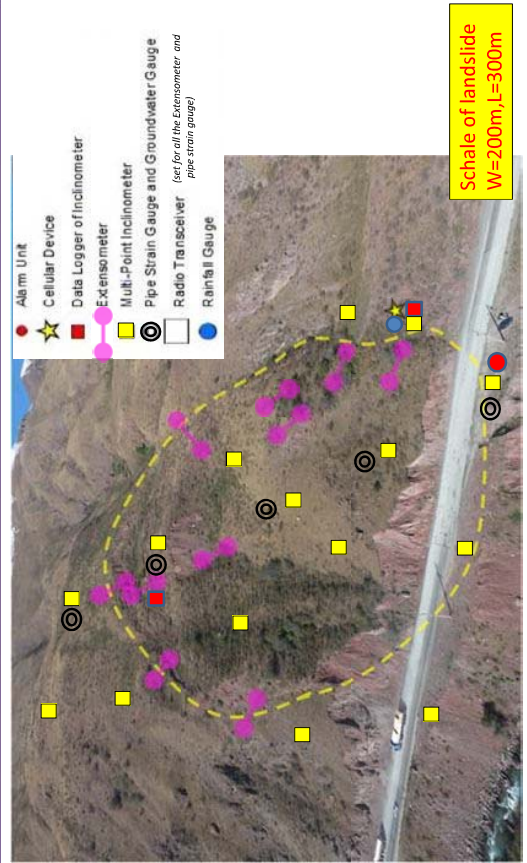 Alarm Unit
Cellular Device
Data Logger of Inclinometer
Extensometer
Multi-Point Inclinometer
Pipe Strain Gauge and Groundwater Gauge
Radio Transceiver (set for all the Extensometer and
pipe strain gauge)
Rainfall Gauge
Schale of landslide
W=200m,L=300m